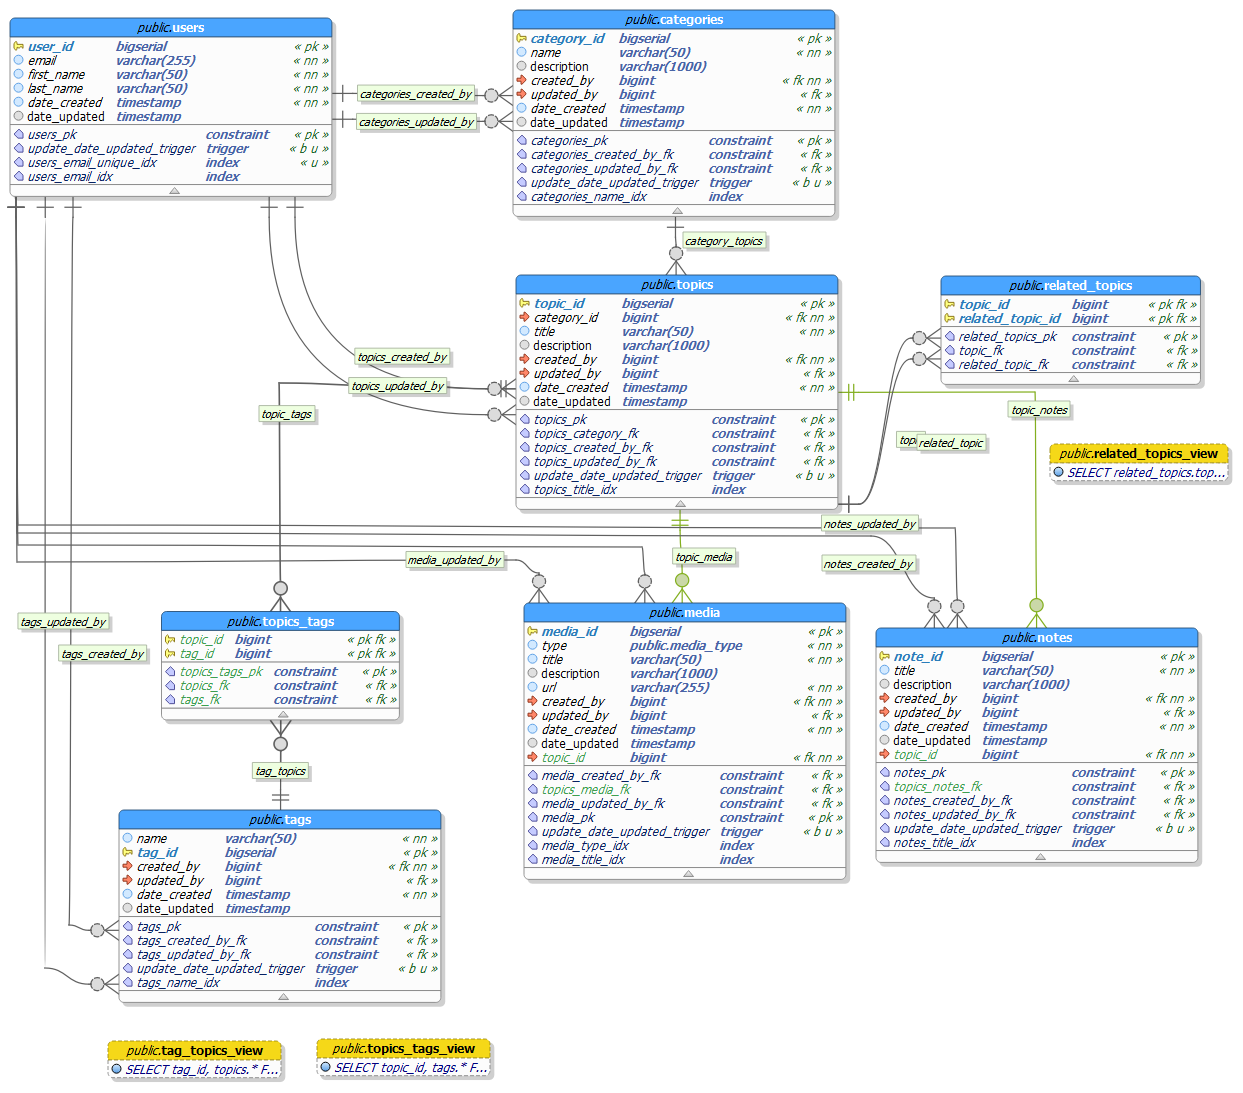 public.users
user_id bigserial « pk »
email varchar(255) « nn »
first_name varchar(50) « nn »
last_name varchar(50) « nn »
date_created timestamp « nn »
date_updated timestamp
users_pk constraint « pk »
update_date_updated_trigger trigger « b u »
users_email_unique_idx index « u »
users_email_idx index
categories_created_by
categories_updated_by
public.categories
category_id bigserial « pk »
name varchar(50) « nn »
description varchar(1000)
created_by bigint « fk nn »
updated_by bigint « fk »
date_created timestamp « nn »
date_updated timestamp
categories_pk constraint « pk »
categories_created_by_fk constraint « fk »
categories_updated_by_fk constraint « fk »
update_date_updated_trigger trigger « b u »
categories_name_idx index
category_topics
public.topics
topic_id bigserial « pk »
category_id bigint « fk nn »
title varchar(50) « nn »
description varchar(1000)
created_by bigint « fk nn »
updated_by bigint « fk »
date_created timestamp « nn »
date_updated timestamp
topics_pk constraint « pk »
topics_category_fk constraint « fk »
topics_created_by_fk constraint « fk »
topics_updated_by_fk constraint « fk »
update_date_updated_trigger trigger « b u »
topics_title_idx index
public.related_topics
topic_id bigint « pk fk »
related_topic_id bigint « pk fk »
related_topics_pk constraint « pk »
topic_fk constraint « fk »
related_topic_fk constraint « fk »
topics_created_by
topics_updated_by
topic_tags
topic_notes
related_topic
public.related_topics_view
SELECT related_topics.top...
notes_updated_by
notes_created_by
media_updated_by
topic_media
tags_updated_by
tags_created_by
public.topics_tags
topic_id bigint « pk fk »
tag_id bigint « pk fk »
topics_tags_pk constraint « pk »
topics_fk constraint « fk »
tags_fk constraint « fk »
public.media
media_id bigserial « pk »
type public.media_type « nn »
title varchar(50) « nn »
description varchar(1000)
url varchar(255) « nn »
created_by bigint « fk nn »
updated_by bigint « fk »
date_created timestamp « nn »
date_updated timestamp
topic_id bigint « fk nn »
media_created_by_fk constraint « fk »
topics_media_fk constraint « fk »
media_updated_by_fk constraint « fk »
media_pk constraint « pk »
update_date_updated_trigger trigger « b u »
media_type_idx index
media_title_idx index
public.notes
note_id bigserial « pk »
title varchar(50) « nn »
description varchar(1000)
created_by bigint « fk nn »
updated_by bigint « fk »
date_created timestamp « nn »
date_updated timestamp
topic_id bigint « fk nn »
notes_pk constraint « pk »
topics_notes_fk constraint « fk »
notes_created_by_fk constraint « fk »
notes_updated_by_fk constraint « fk »
update_date_updated_trigger trigger « b u »
notes_title_idx index
tag_topics
public.tags
name varchar(50) « nn »
tag_id bigserial « pk »
created_by bigint « fk nn »
updated_by bigint « fk »
date_created timestamp « nn »
date_updated timestamp
tags_pk constraint « pk »
tags_created_by_fk constraint « fk »
tags_updated_by_fk constraint « fk »
update_date_updated_trigger trigger « b u »
tags_name_idx index
public.tag_topics_view
SELECT tag_id, topics.* F...
public.topics_tags_view
SELECT topic_id, tags.* F...